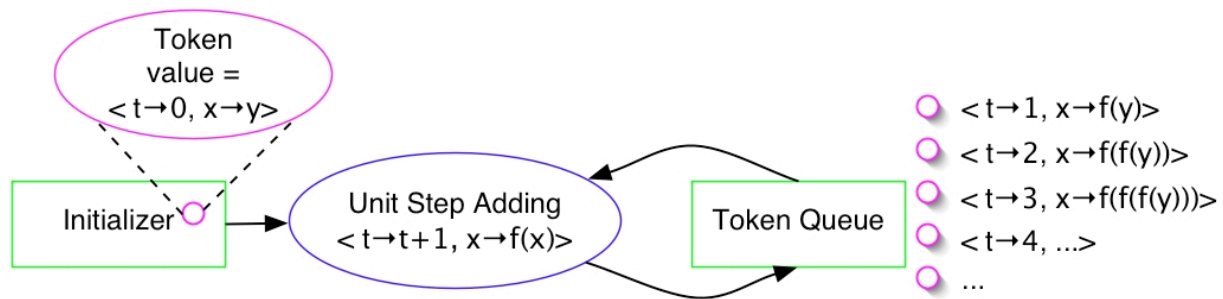 Token
value =
< t→0, x→y>
Initializer
Unit Step Adding
< t→t+1, x→f(x)>
Token Queue
< t→1, x→f(y)>
< t→2, x→f(f(y))>
< t→3, x→f(f(f(y)))>
< t→4, ...>
...